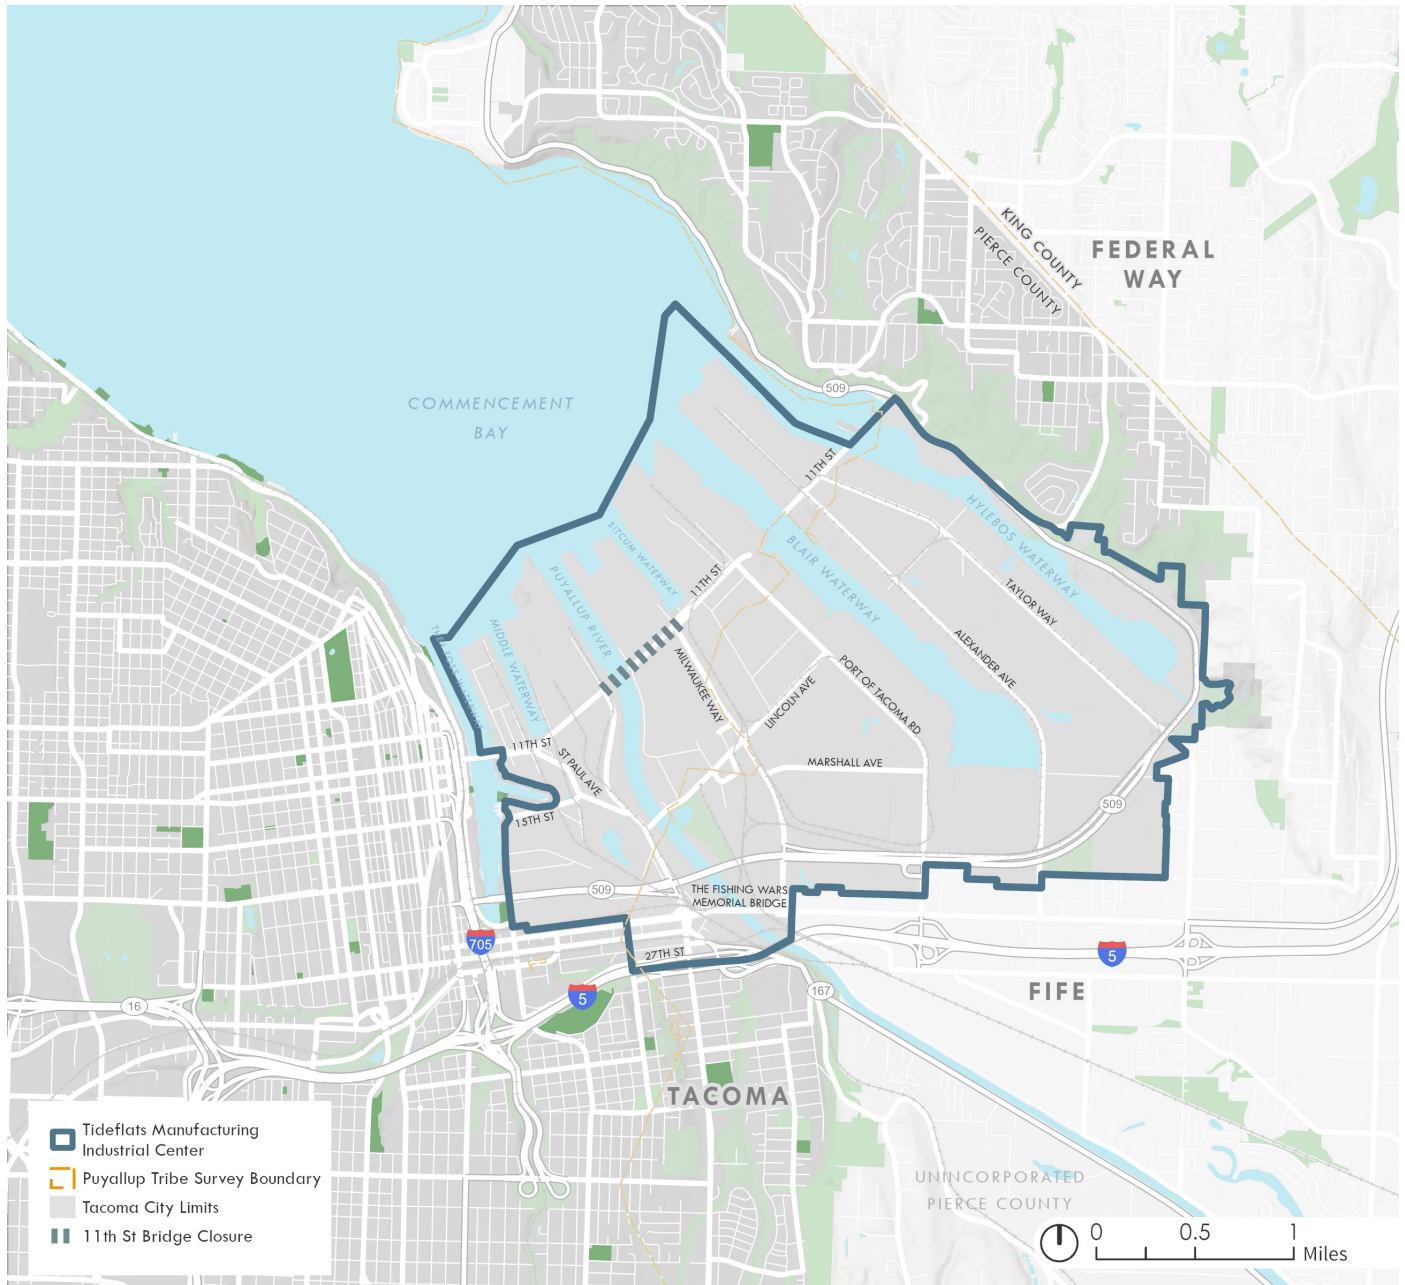 KING COUNTY
PIERCE COUNTY
FEDERAL
WAY
509
COMMENCEMENT
BAY
11TH ST
HYLEBOS WATERWAY
SITCUM WATERWAY
BLAIR WATERWAY
PUYALLUP RIVER
11TH ST
TAYLOR WAY
MIDDLE WATERWAY
THEA FOSS WATERWAY
ALEXANDER AVE
MILWAUKEE WAY
PORT OF TACOMA RD
LINCOLN AVE
11TH ST
ST PAUL AVE
MARSHALL AVE
509
15TH ST
509
THE FISHING WARS
MEMORIAL BRIDGE
705
27TH ST
5
5
167
FIFE
16
TACOMA
UNINCORPORATED
PIERCE COUNTY
Tideflats Manufacturing
Industrial Center
Puyallup Tribe Survey Boundary
Tacoma City Limits
11th St Bridge Closure
0 0.5 1
Miles